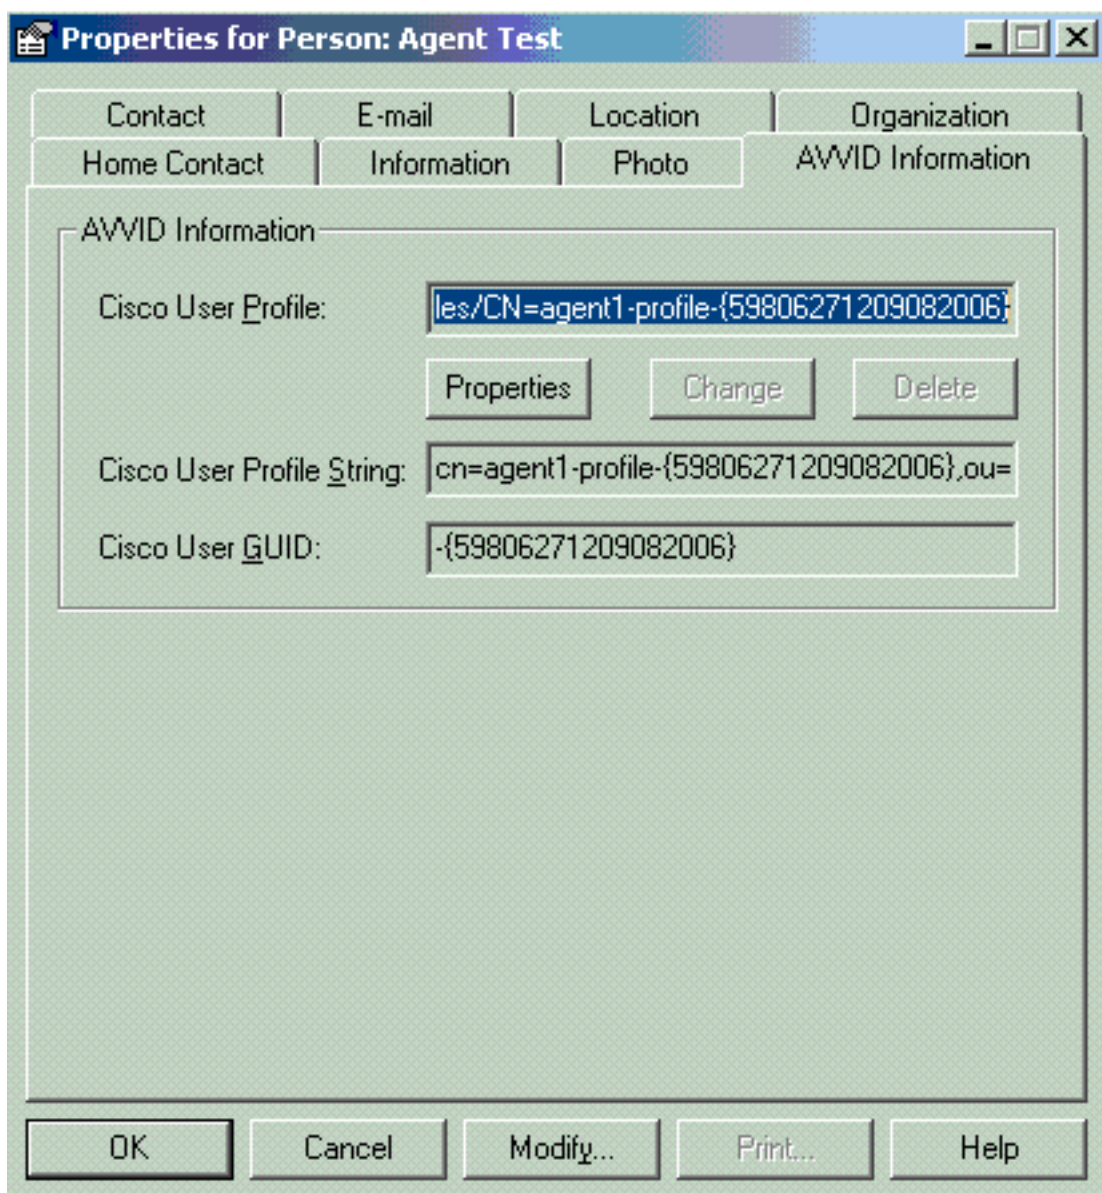 Properties for Person: Agent Test
Contact E-mail Location Organization
Home Contact Information Photo AVVID Information
AVVID Information
Cisco User Profile: les/CN=agent1-profile-{59806271209082006}
Properties Change Delete
Cisco User Profile String: cn=agent1-profile-{59806271209082006},ou=
Cisco User GUID: -{59806271209082006}
OK Cancel Modify... Print... Help